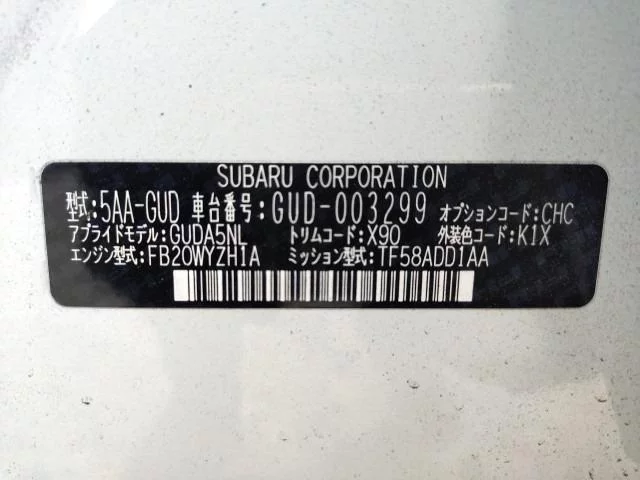 SUBARU CORPORATION
型式:5AA-GUD 車台番号:GUD-003299 オプションコード:CHC
アプライドモデル:GUDA5NL トリムコード:X90 外装色コード:K1X
エンジン型式:FB20WYZH1A ミッション型式:TF58ADD1AA